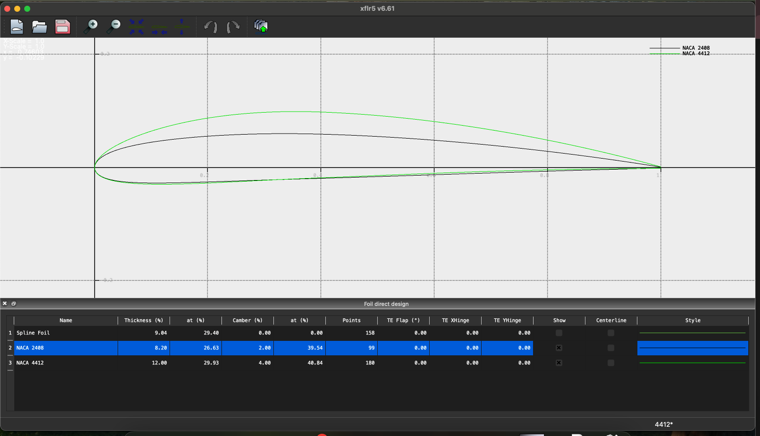 xflr5 v6.61
NACA 2408
NACA 4412
Foil direct design
Name Thickness (%) at (%) Camber (%) at (%) Points TE Flap (°) TE XHinge TE YHinge Show Centerline Style
1 Spline Foil 9.04 29.40 0.00 0.00 158 0.00 0.00 0.00
2 NACA 2408 8.20 26.63 2.00 39.54 99 0.00 0.00 0.00
3 NACA 4412 12.00 29.93 4.00 40.84 180 0.00 0.00 0.00
4412*